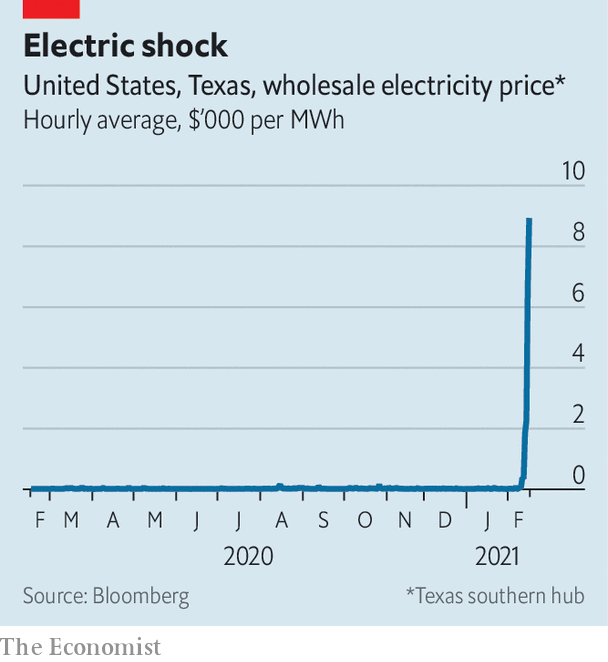 Electric shock
United States, Texas, wholesale electricity price*
Hourly average, $’000 per MWh
10
8
6
4
2
0
F M A M J J A S O N D J F
2020 2021
Source: Bloomberg *Texas southern hub
The Economist